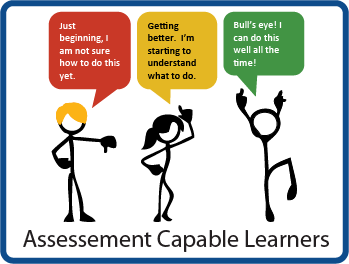 Just
beginning, I
am not sure
how to do this
yet.
Getting
better. I'm
starting to
understand
what to do.
Bull's eye! I
can do this
well all the
time!
Assessement Capable Learners